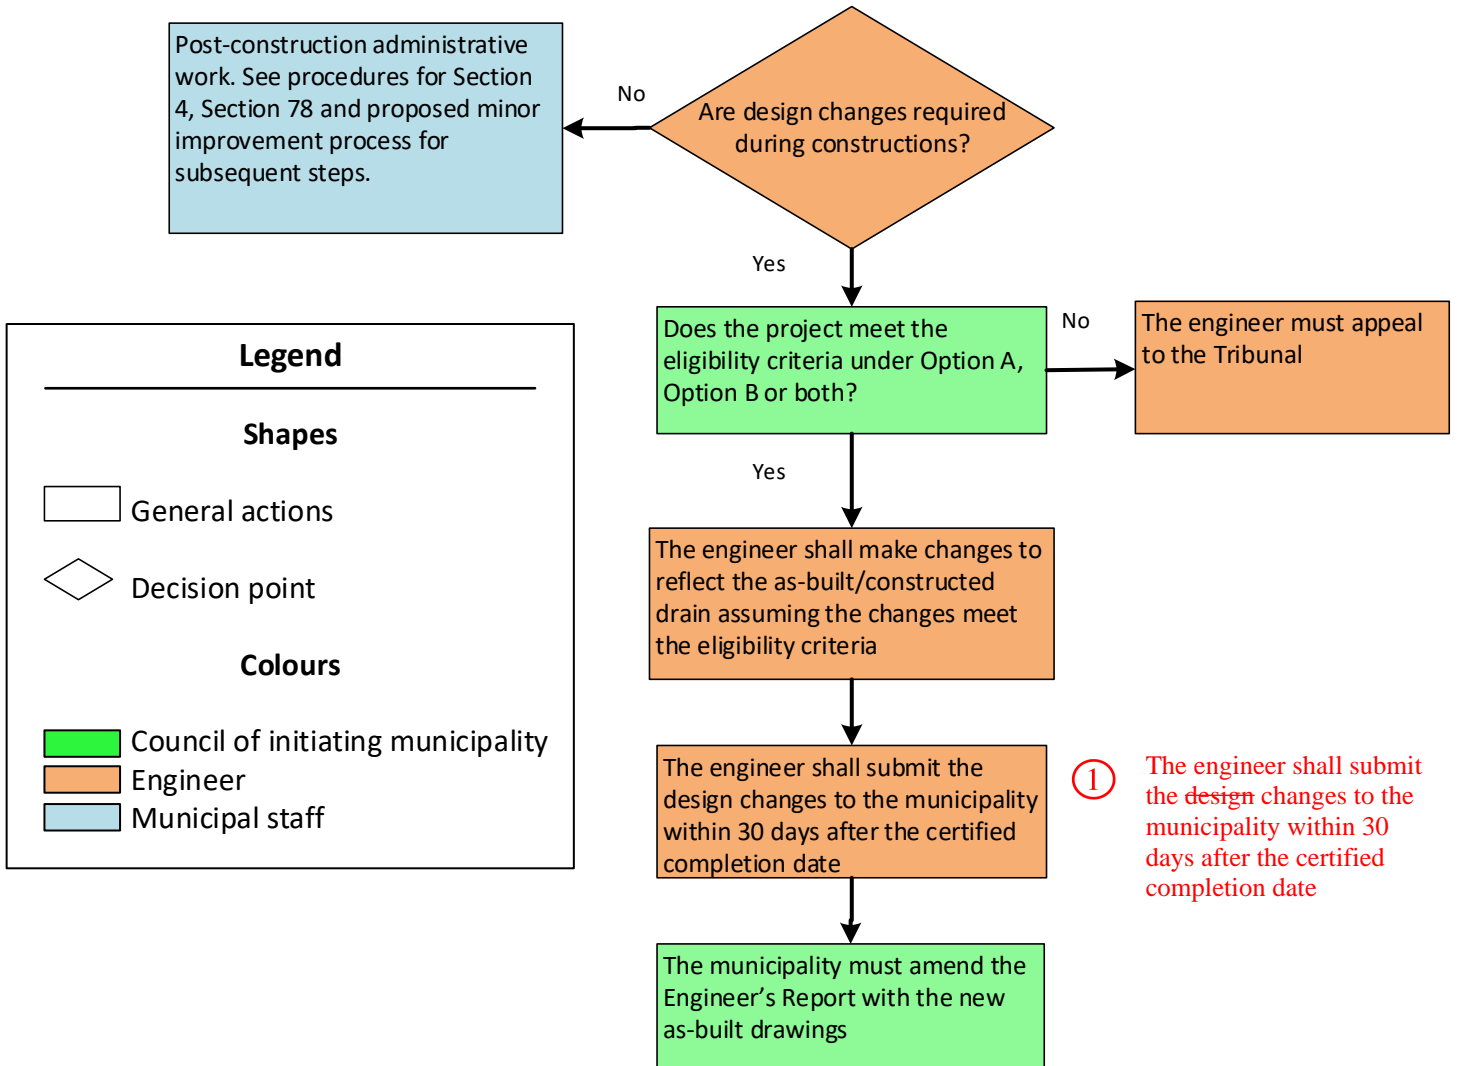 Post-construction administrative
work. See procedures for Section
4, Section 78 and proposed minor
improvement process for
subsequent steps.
No
Are design changes required
during constructions?
Yes
Does the project meet the
eligibility criteria under Option A,
Option B or both?
No
The engineer must appeal
to the Tribunal
Yes
The engineer shall make changes to
reflect the as-built/constructed
drain assuming the changes meet
the eligibility criteria
The engineer shall submit the
design changes to the municipality
within 30 days after the certified
completion date
1
The engineer shall submit
the design changes to the
municipality within 30
days after the certified
completion date
The municipality must amend the
Engineer’s Report with the new
as-built drawings
Legend
Shapes
General actions
Decision point
Colours
Council of initiating municipality
Engineer
Municipal staff